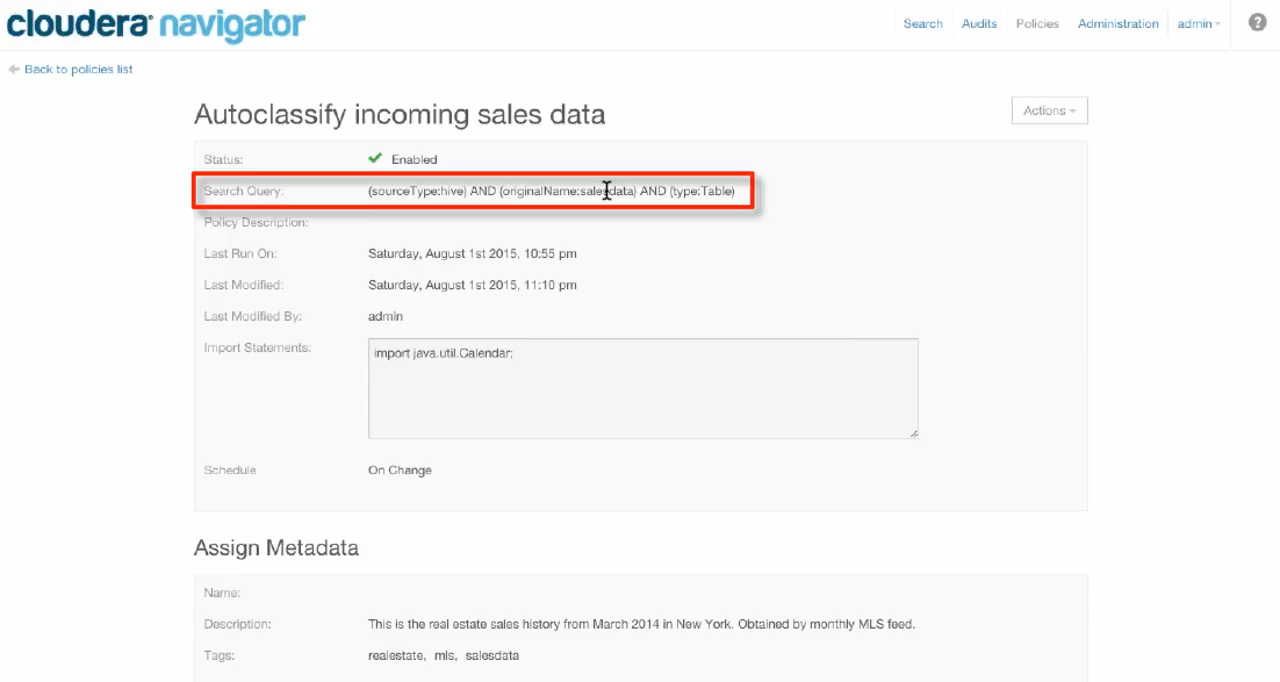 cloudera navigator
Search Audits Policies Administration admin
?
Back to policies list
Autoclassify incoming sales data
Actions
Status: Enabled
Search Query: (sourceType:hive) AND (originalName:salesdata) AND (type:Table)
Policy Description:
Last Run On: Saturday, August 1st 2015, 10:55 pm
Last Modified: Saturday, August 1st 2015, 11:10 pm
Last Modified By: admin
Import Statements: import java.util.Calendar;
Schedule On Change
Assign Metadata
Name:
Description: This is the real estate sales history from March 2014 in New York. Obtained by monthly MLS feed.
Tags: realestate, mls, salesdata